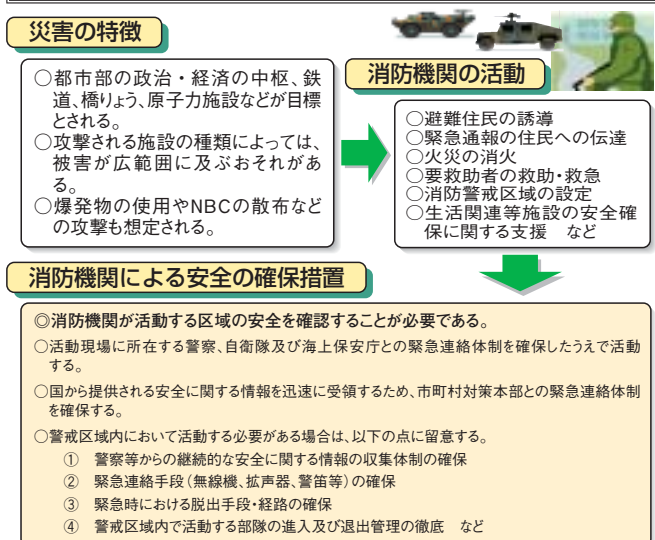 災害の特徴
○都市部の政治・経済の中枢、鉄
道、橋りょう、原子力施設などが目標
とされる。
○攻撃される施設の種類によっては、
被害が広範囲に及ぶおそれがあ
る。
○爆発物の使用やNBCの散布など
の攻撃も想定される。
消防機関の活動
○避難住民の誘導
○緊急通報の住民への伝達
○火災の消火
○要救助者の救助・救急
○消防警戒区域の設定
○生活関連等施設の安全確
保に関する支援　など
消防機関による安全の確保措置
◎消防機関が活動する区域の安全を確認することが必要である。
○活動現場に所在する警察、自衛隊及び海上保安庁との緊急連絡体制を確保したうえで活動
する。
○国から提供される安全に関する情報を迅速に受領するため、市町村対策本部との緊急連絡体制
を確保する。
○警戒区域内において活動する必要がある場合は、以下の点に留意する。
①　警察等からの継続的な安全に関する情報の収集体制の確保
②　緊急連絡手段（無線機、拡声器、警笛等）の確保
③　緊急時における脱出手段・経路の確保
④　警戒区域内で活動する部隊の進入及び退出管理の徹底　など